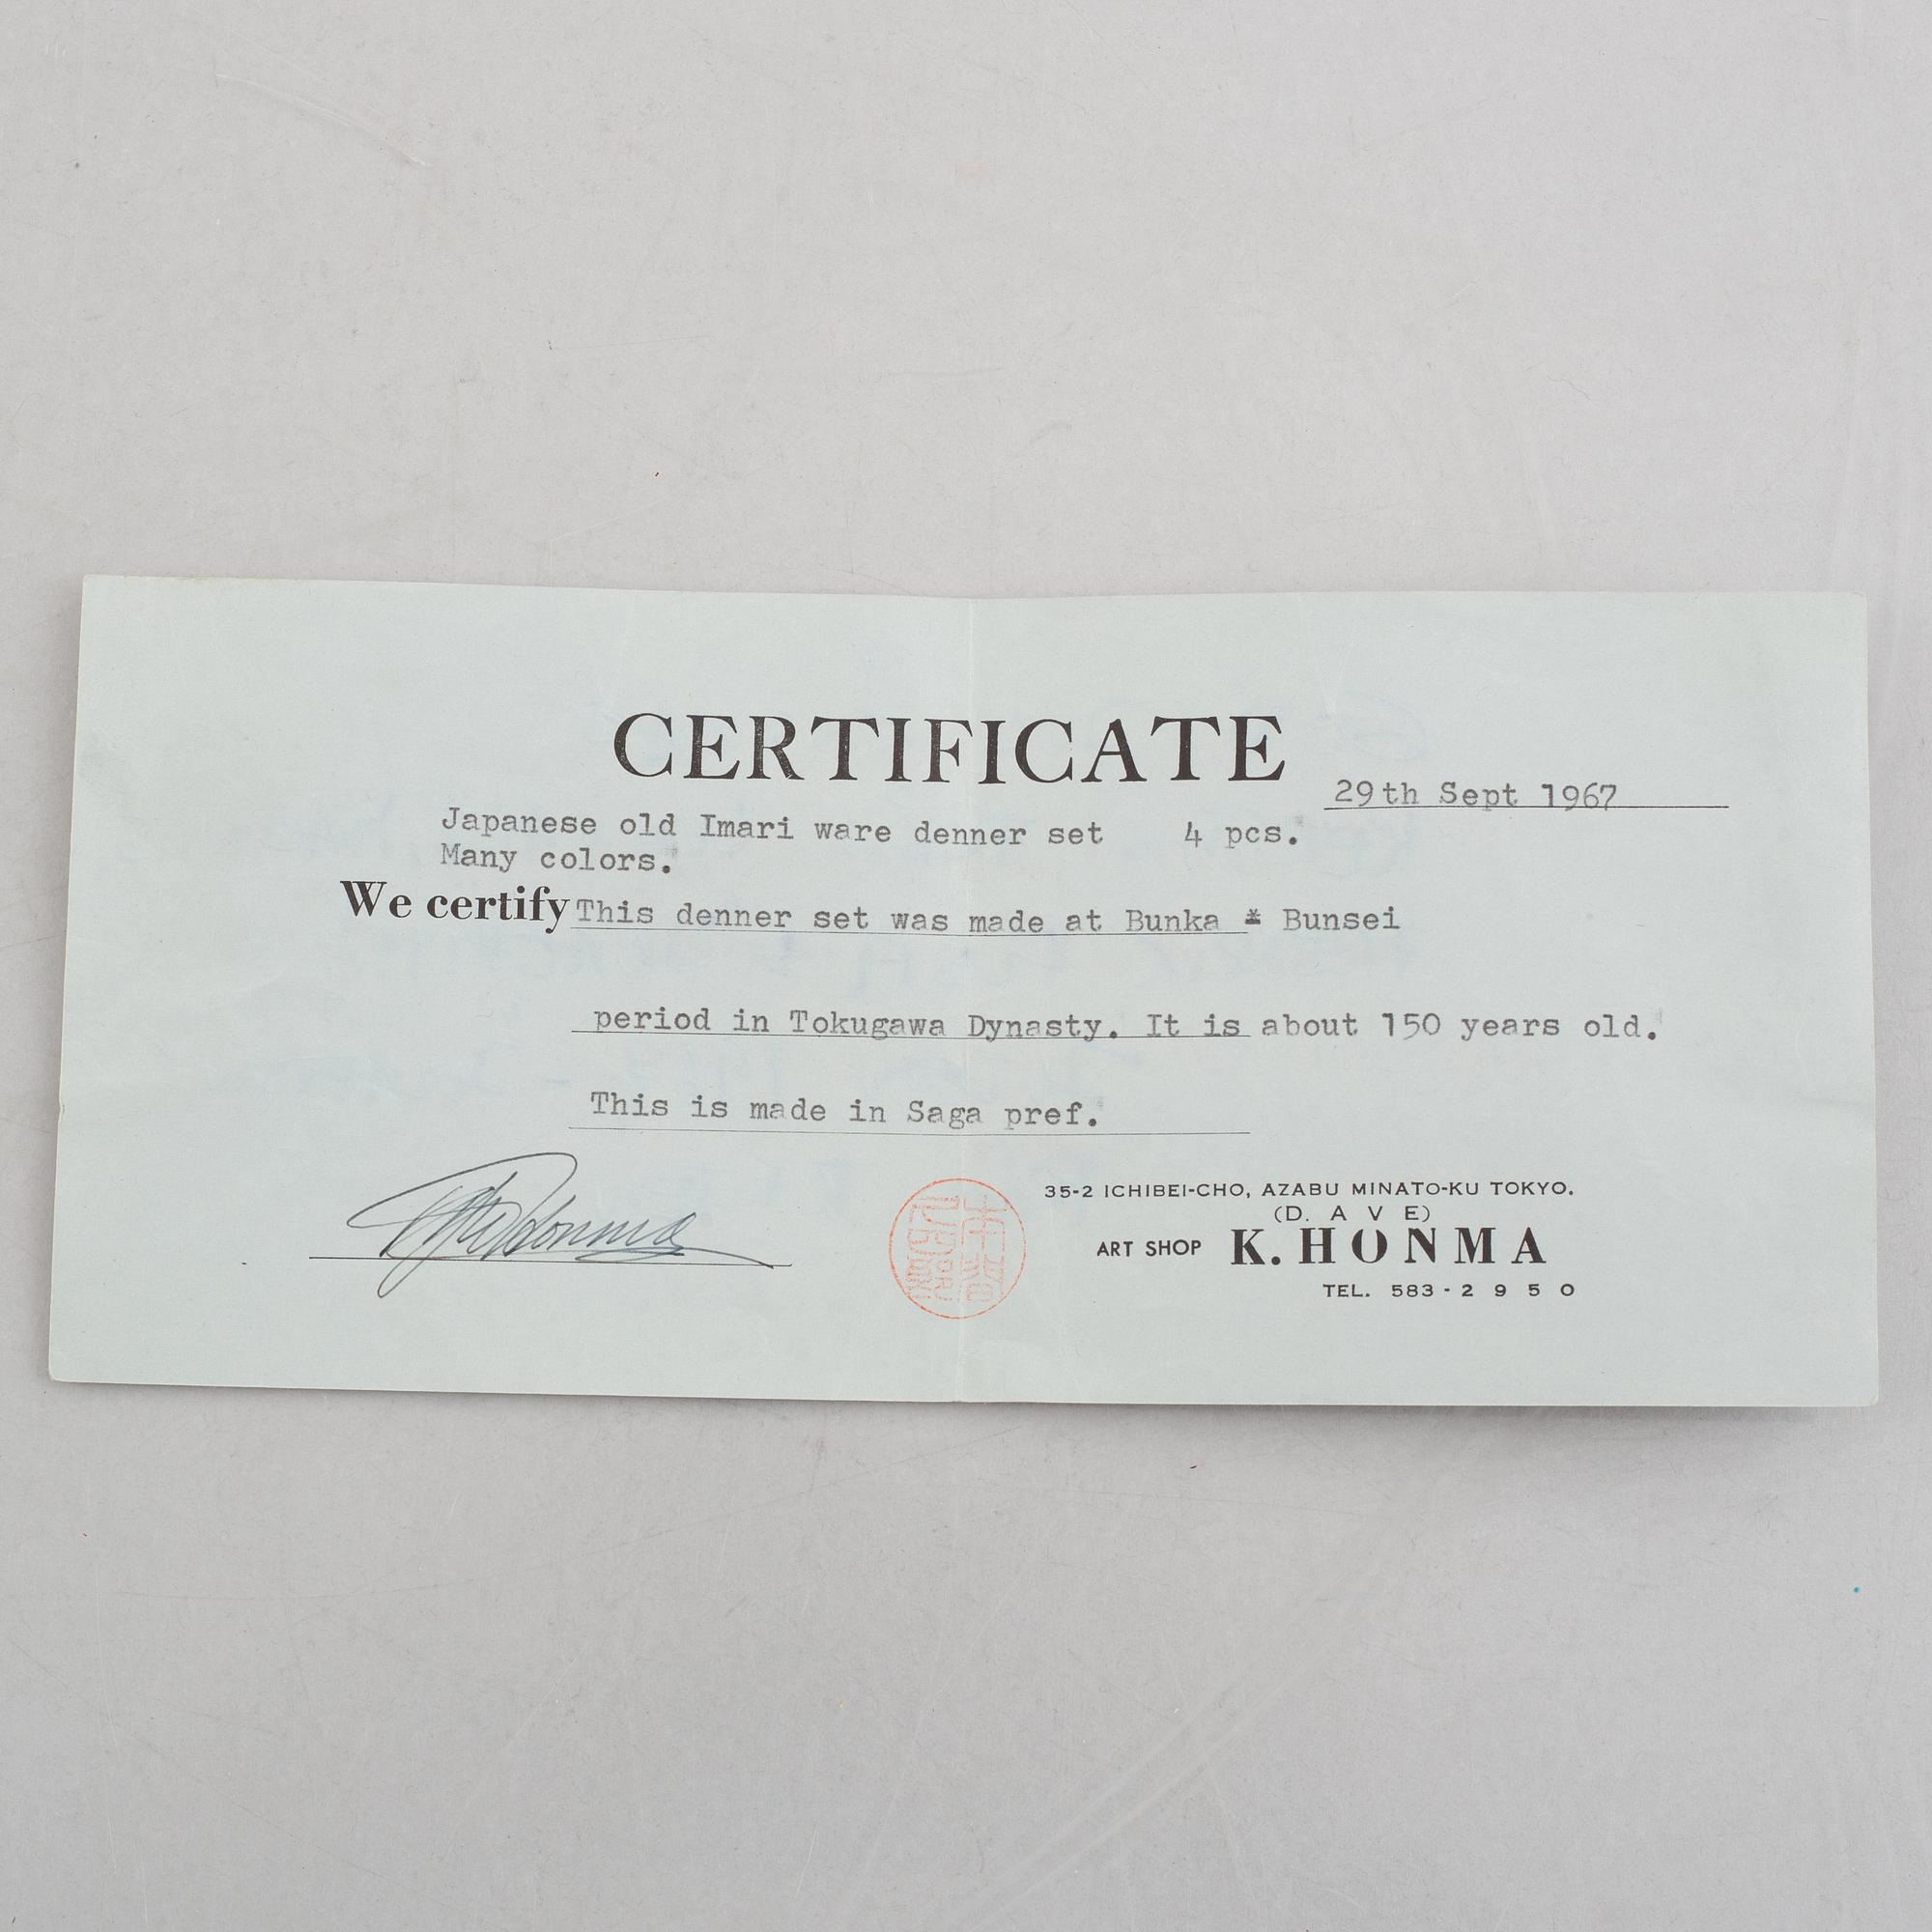 CERTIFICATE
29th Sept 1967
Japanese old Imari ware denner set 4 pcs.
Many colors.
We certify This denner set was made at Bunka * Bunsei
period in Tokugawa Dynasty. It is about 150 years old.
This is made in Saga pref.
Honma
35-2 ICHIBEI-CHO, AZABU MINATO-KU TOKYO.
(D. A V E)
ART SHOP K. HONMA
TEL. 583-2950